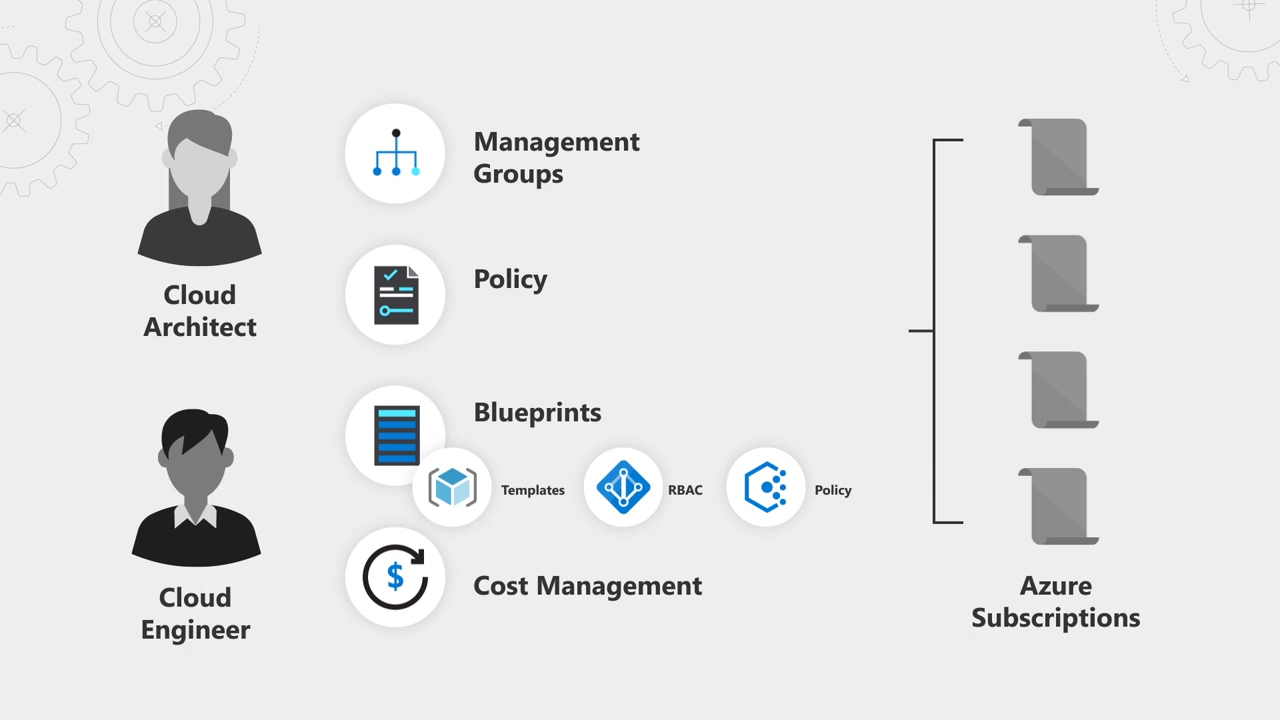 Cloud
Architect
Cloud
Engineer
Management
Groups
Policy
Blueprints
Templates
RBAC
Policy
$
Cost Management
Azure
Subscriptions